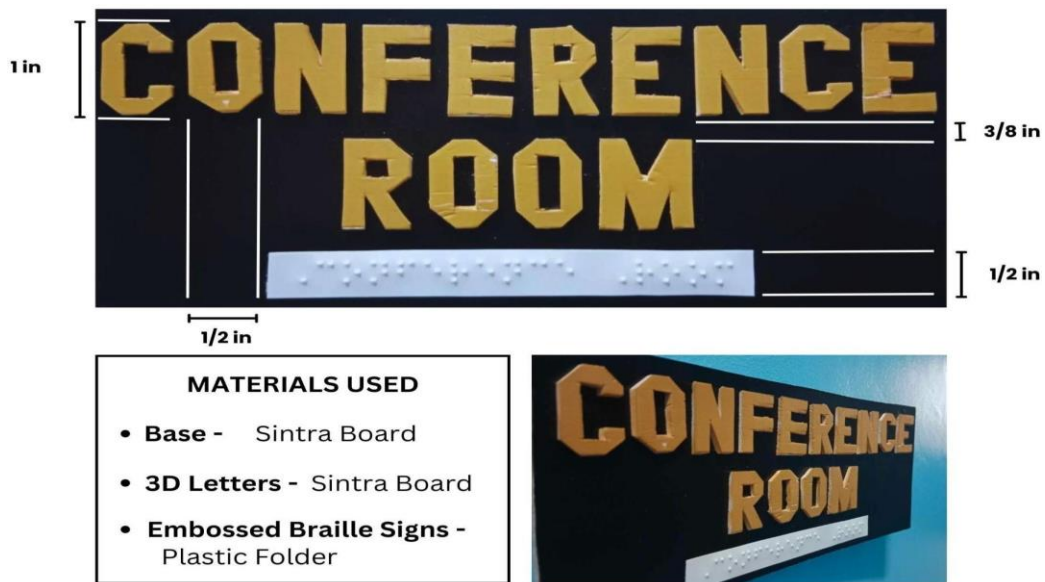 CONFERENCE
1 in
3/8 in
ROOM
1/2 in
1/2 in
MATERIALS USED
• Base - Sintra Board
• 3D Letters - Sintra Board
• Embossed Braille Signs -
Plastic Folder
CONFERENCE
ROOM